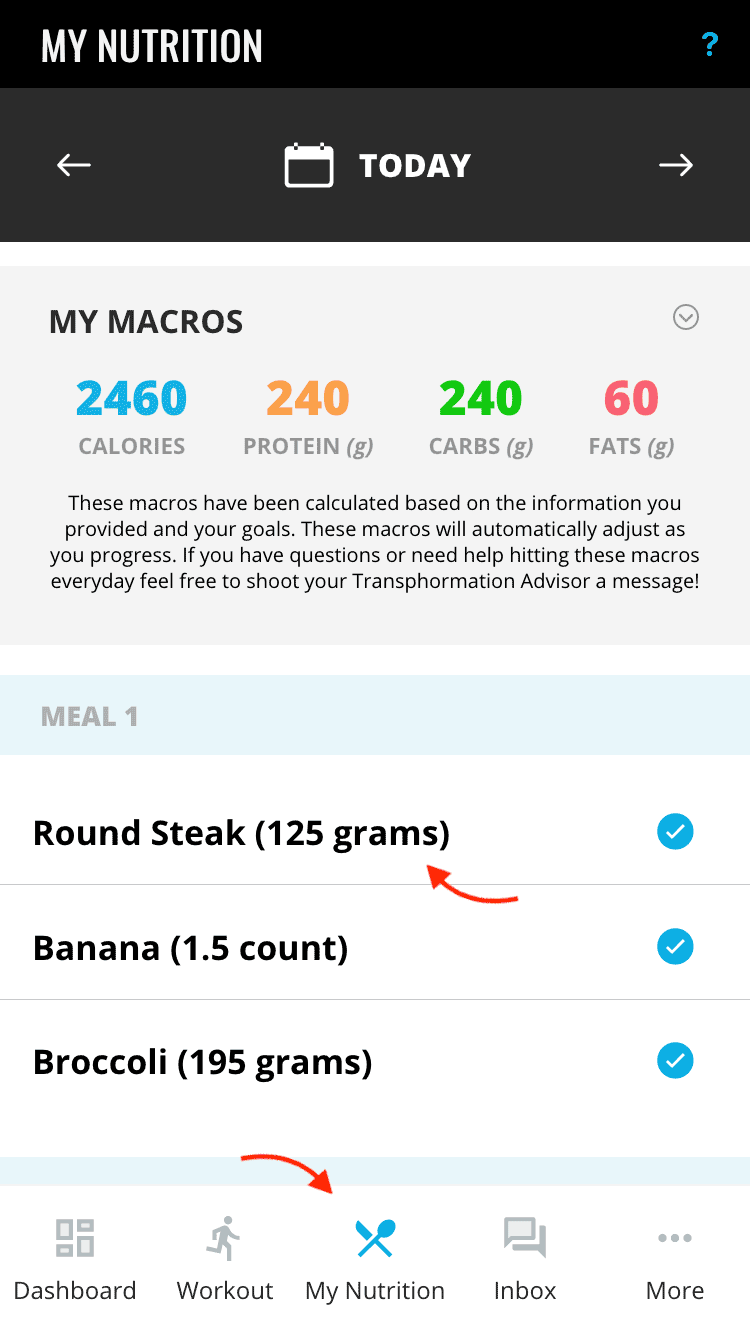 MY NUTRITION ?
TODAY
MY MACROS
2460 240 240 60
CALORIES PROTEIN (g) CARBS (g) FATS (g)
These macros have been calculated based on the information you
provided and your goals. These macros will automatically adjust as
you progress. If you have questions or need help hitting these macros
everyday feel free to shoot your Transphormation Advisor a message!
MEAL 1
Round Steak (125 grams)
Banana (1.5 count)
Broccoli (195 grams)
Dashboard Workout My Nutrition Inbox More